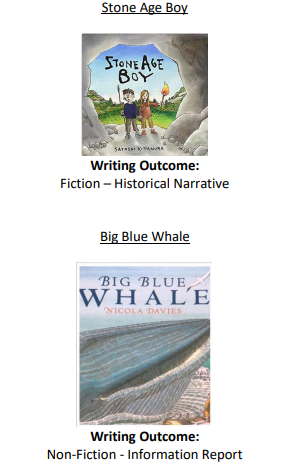 Stone Age Boy
STONE AGE
BOY
SATOSHI KITAMURA
Writing Outcome:
Fiction – Historical Narrative
Big Blue Whale
BIG BLUE
WHALE
NICOLA DAVIES
Writing Outcome:
Non-Fiction - Information Report